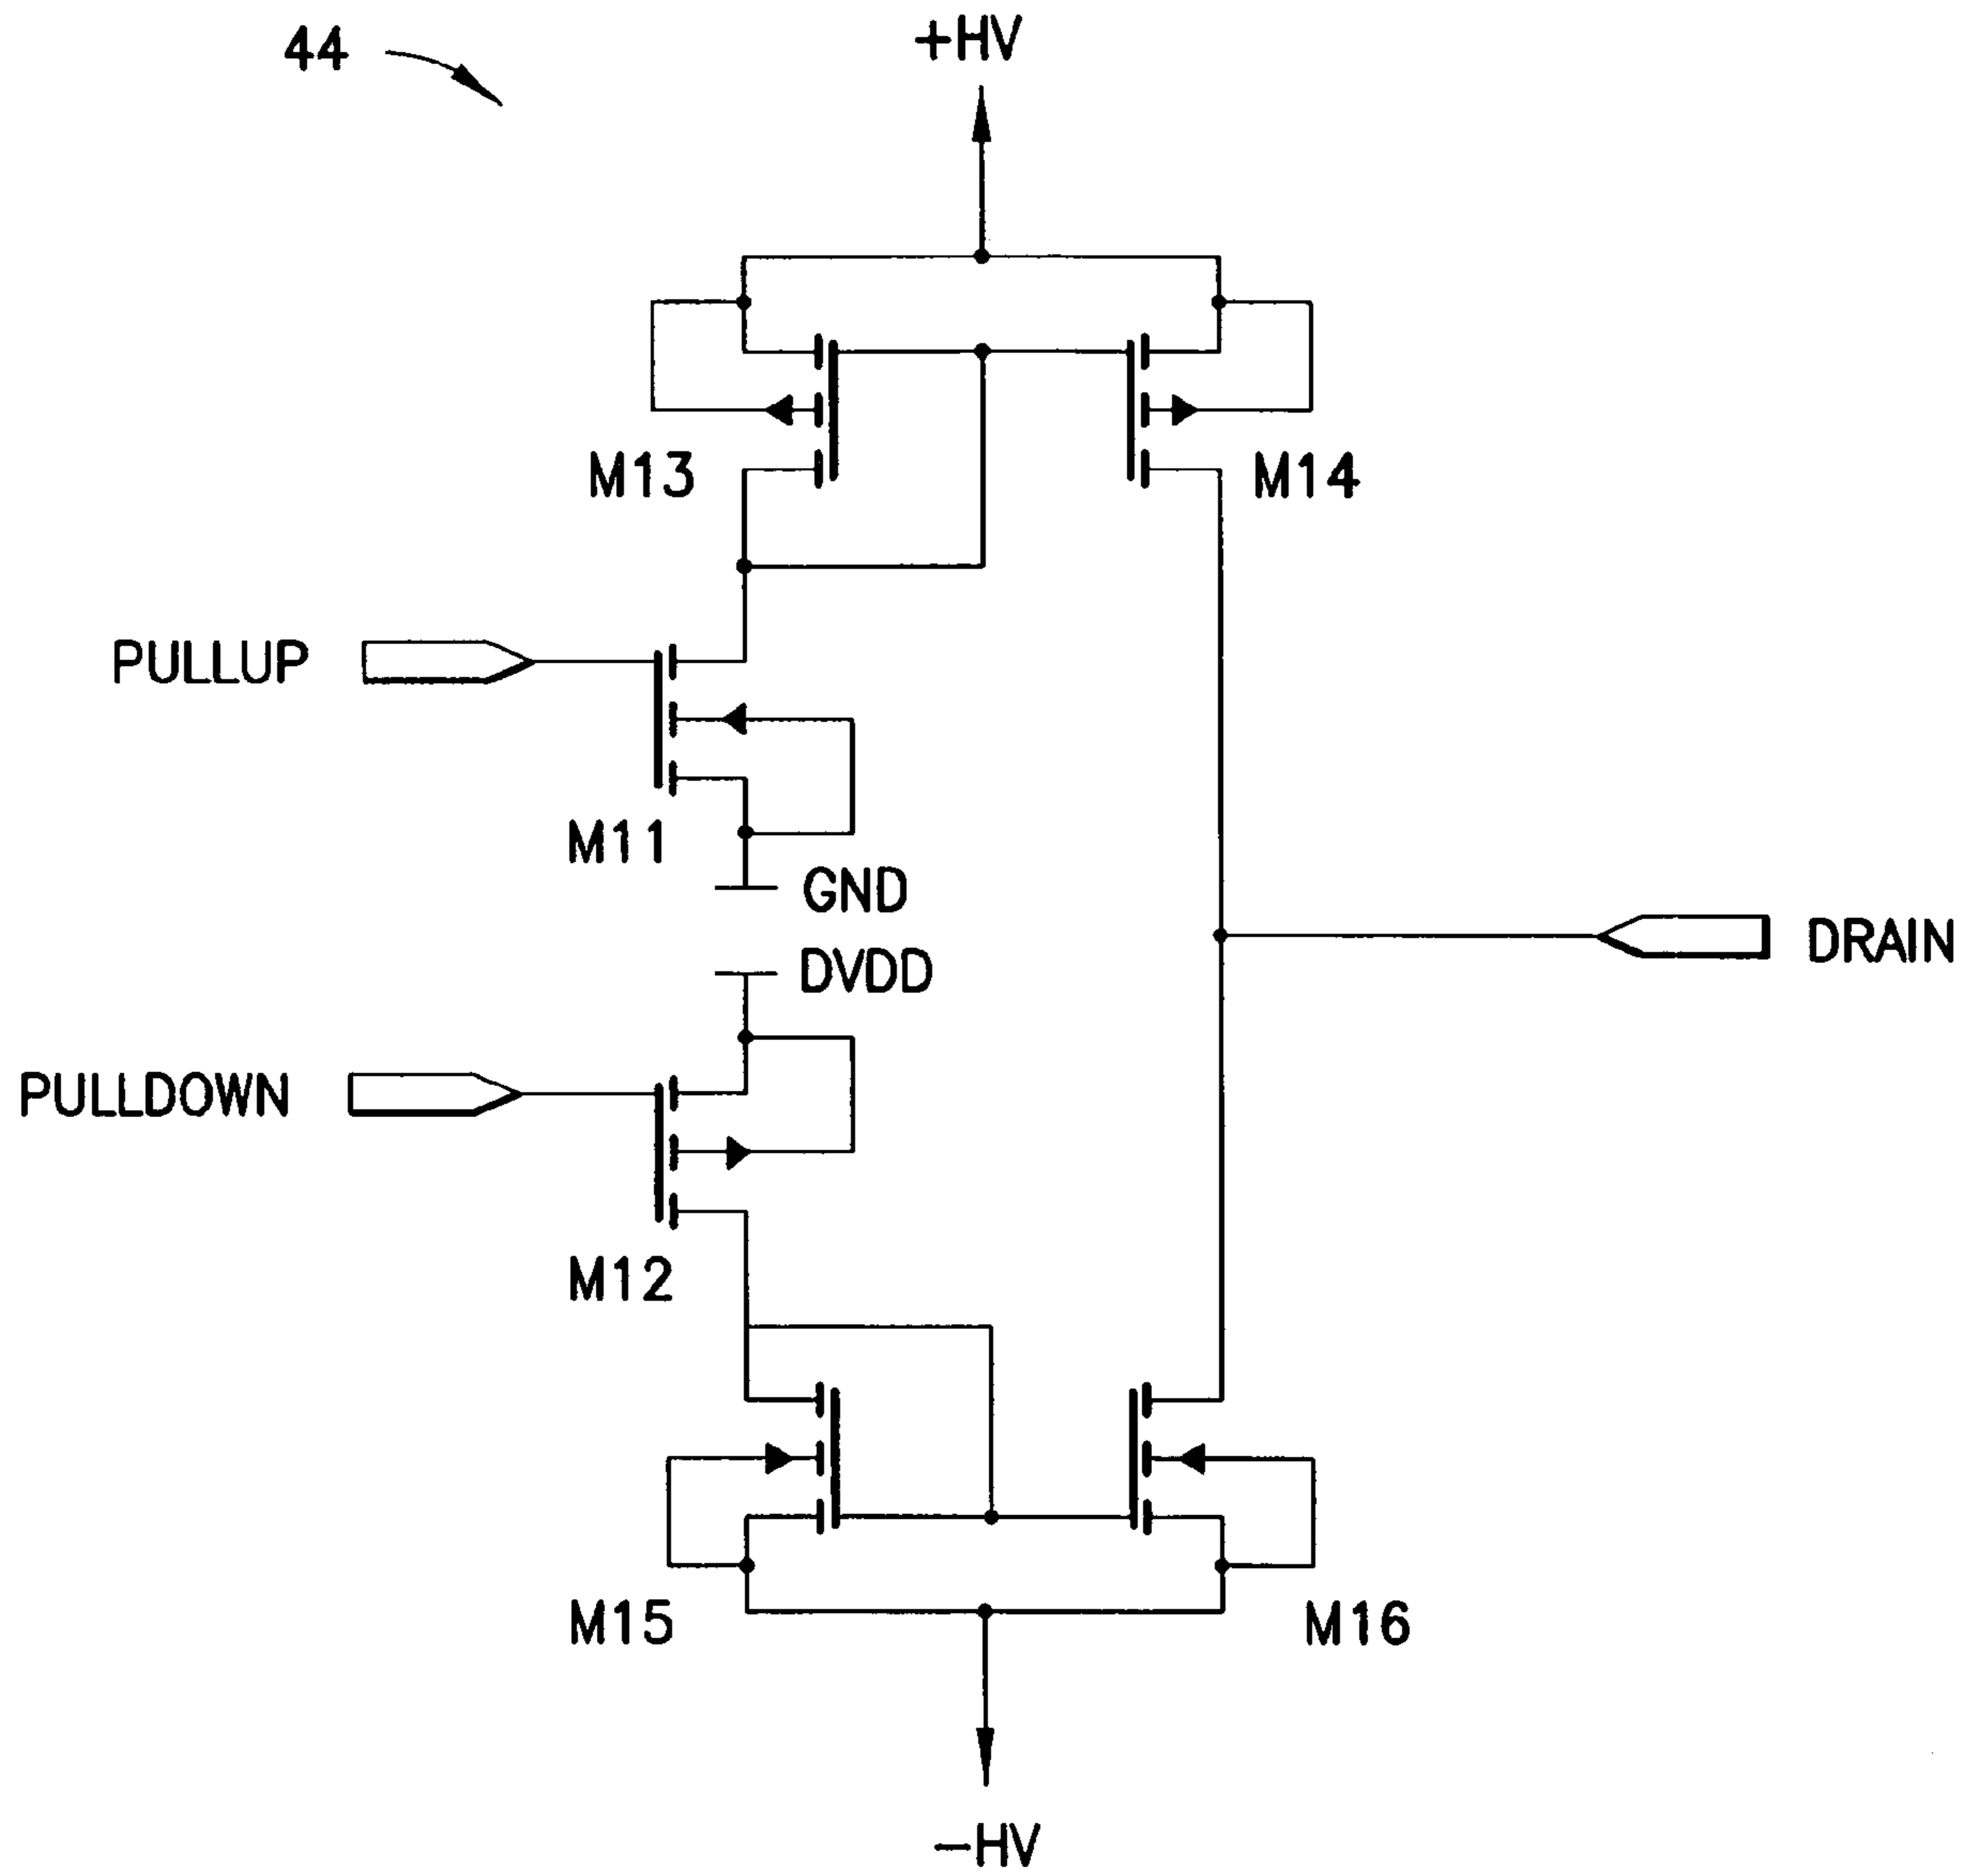 44
+HV
M13
M14
PULLUP
M11
GND
DRAIN
DVDD
PULLDOWN
M12
M15
M16
-HV